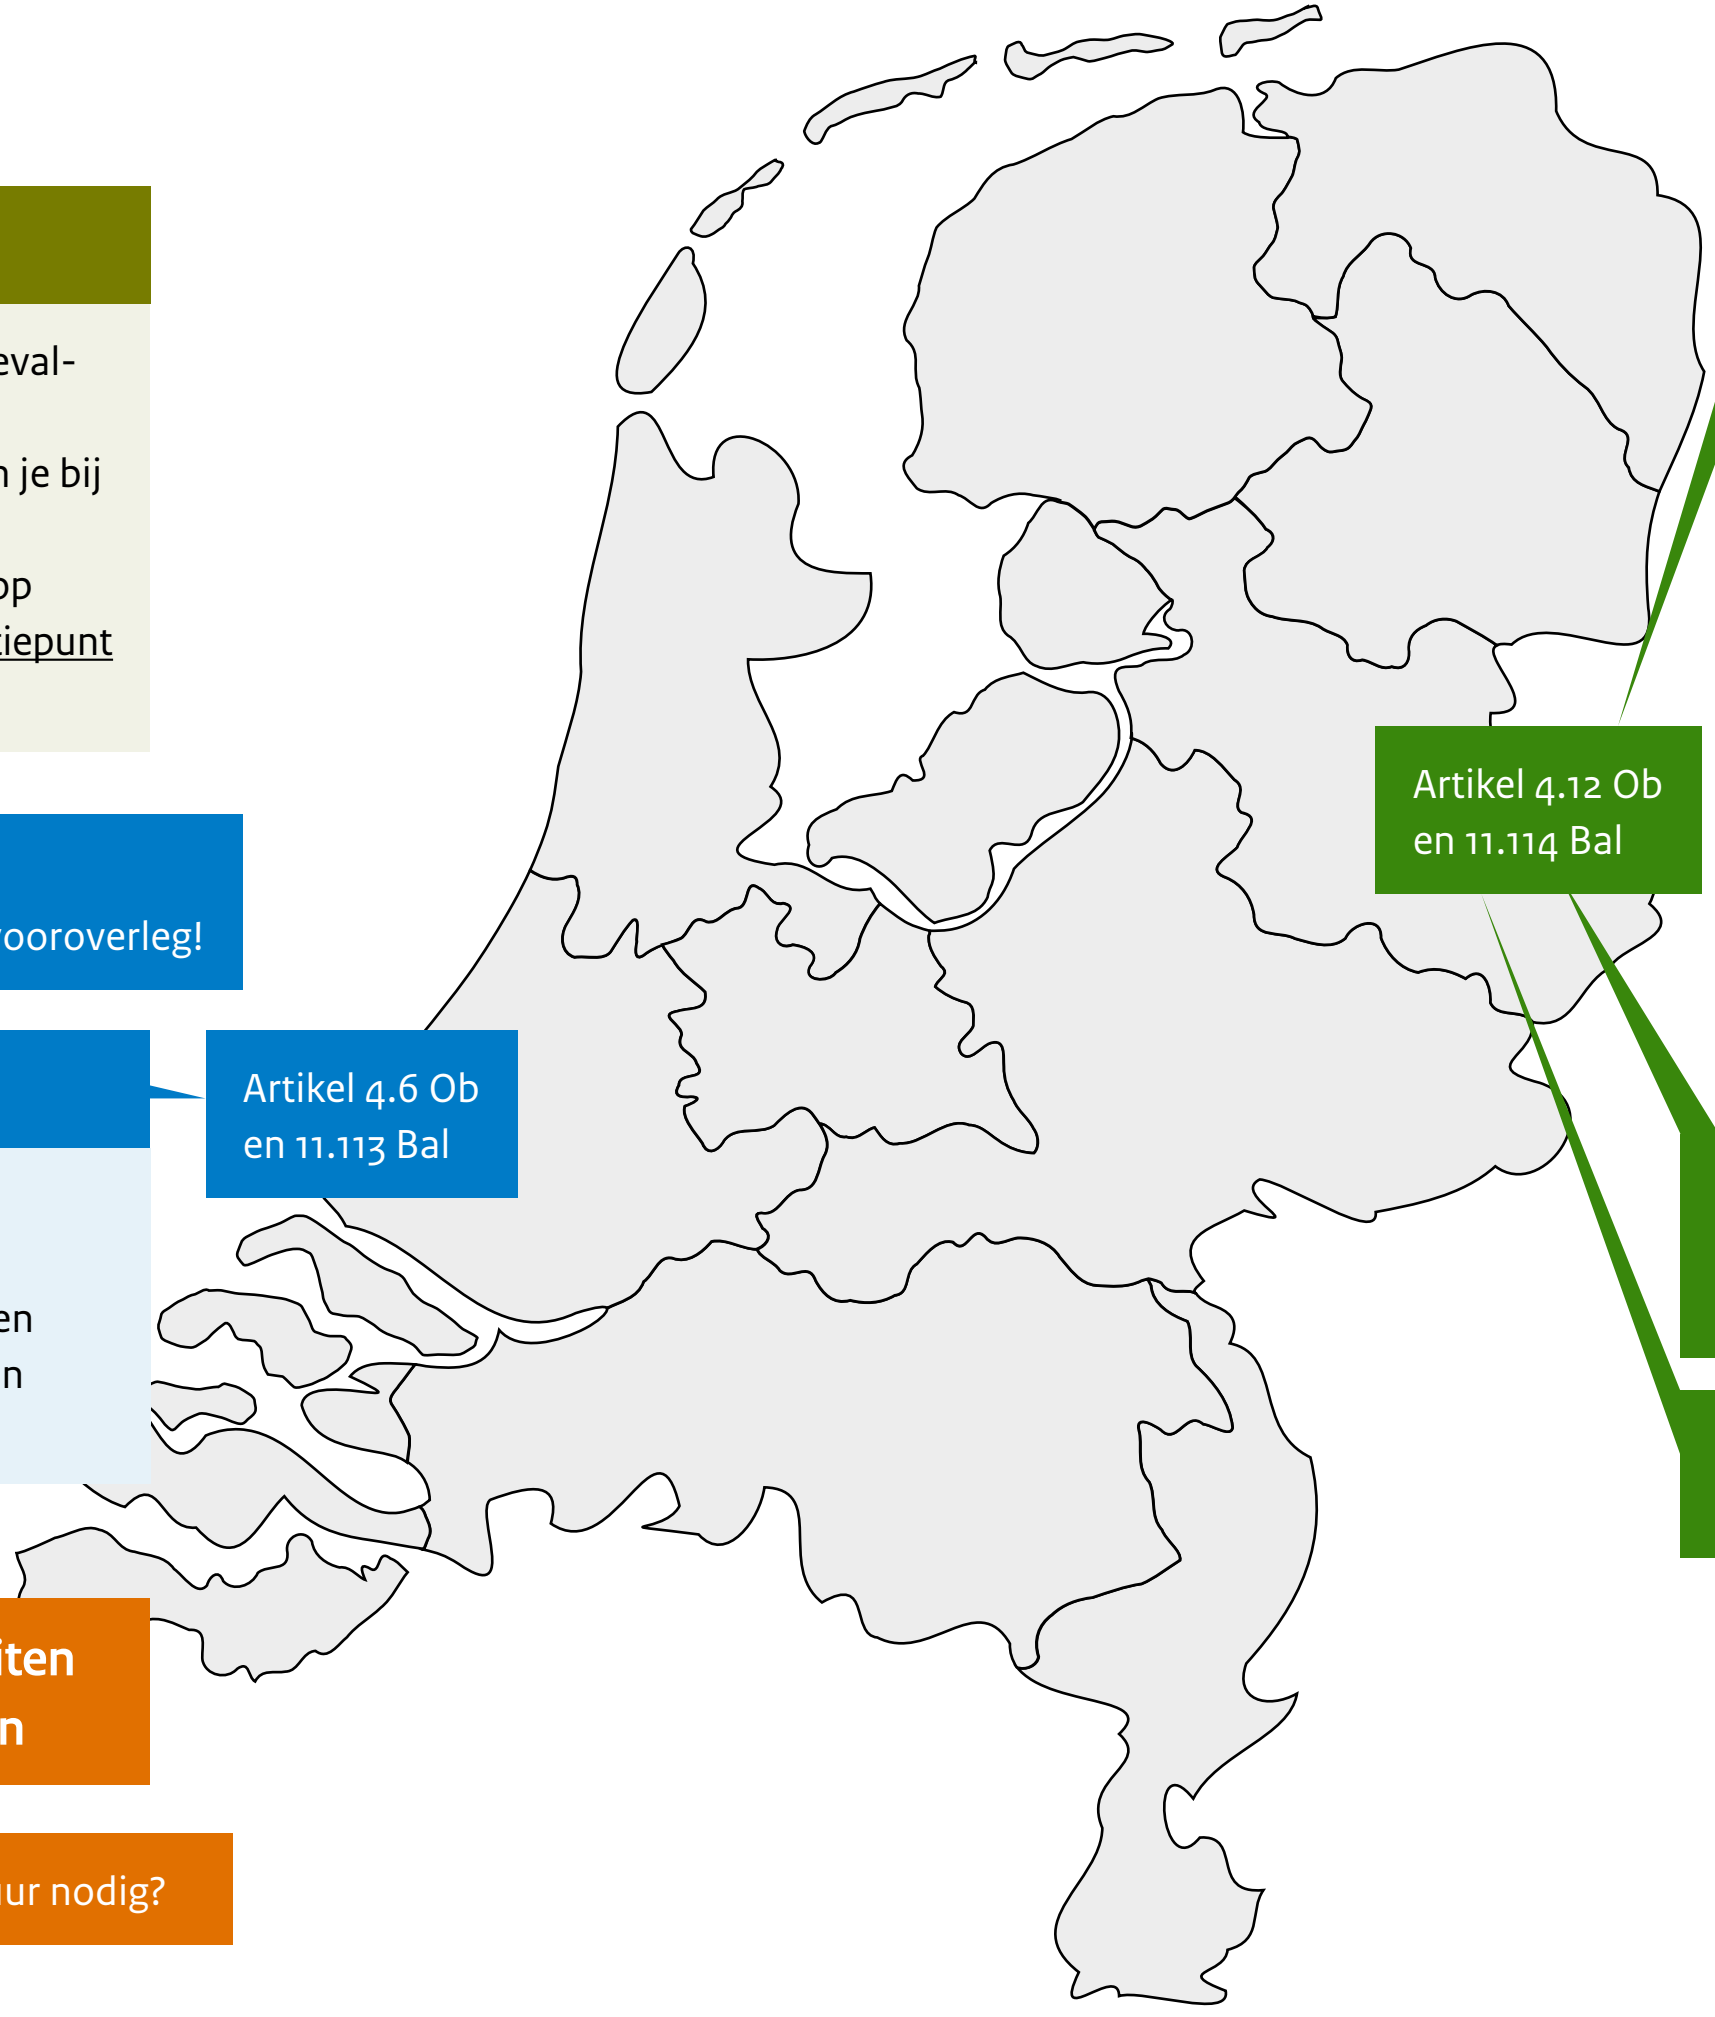 eval-
je bij
op
tiepunt
vooroverleg!
Artikel 4.6 Ob
en 11.113 Bal
en
n
iten
n
ur nodig?
Artikel 4.12 Ob
en 11.114 Bal